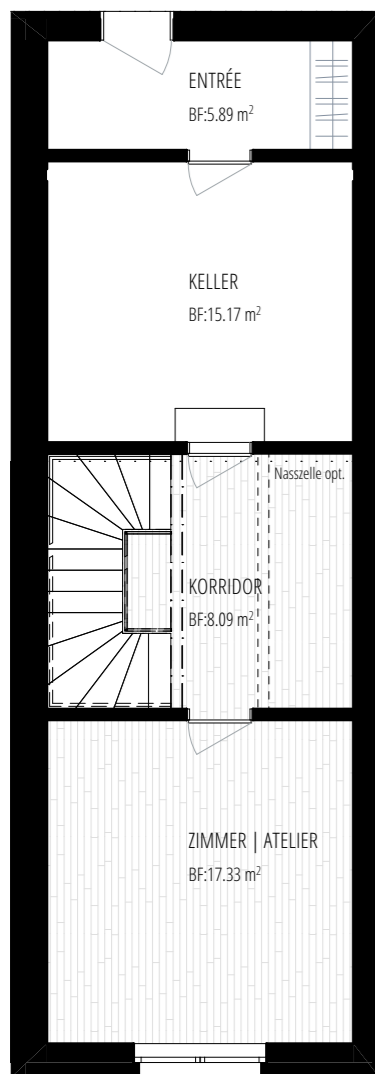 ENTRÉE
BF:5.89 m²
KELLER
BF:15.17 m²
Nasszelle opt.
KORRIDOR
BF:8.09 m²
ZIMMER | ATELIER
BF:17.33 m²